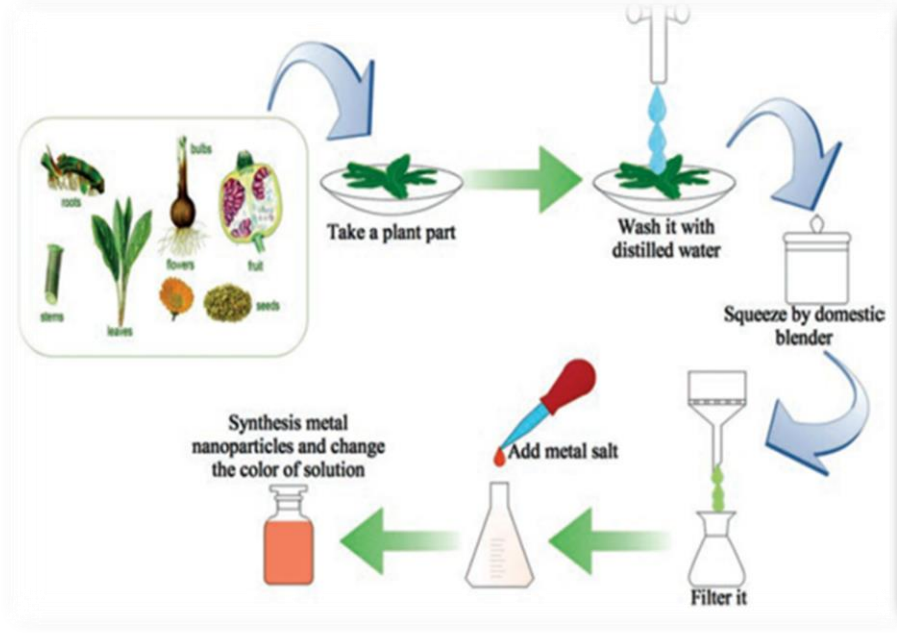 roots
bulbs
stems
leaves
flowers
fruit
seeds
Take a plant part
Wash it with
distilled water
Squeeze by domestic
blender
Filter it
Add metal salt
Synthesis metal
nanoparticles and change
the color of solution